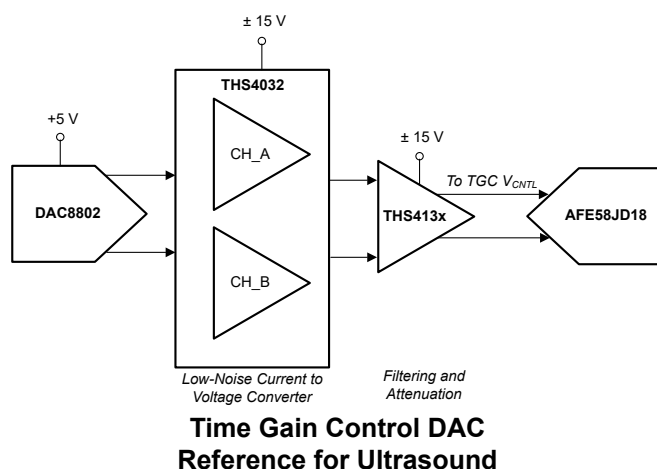 ± 15 V
THS4032
+5 V
CH_A
± 15 V
To TGC VCNTL
DAC8802
THS413x
AFE58JD18
CH_B
Low-Noise Current to
Voltage Converter
Filtering and
Attenuation
Time Gain Control DAC
Reference for Ultrasound